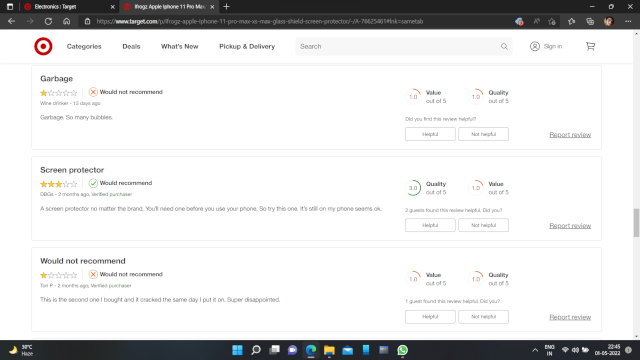 Electronics : Target
ifrogz Apple iPhone 11 Pro Max/
https://www.target.com/p/ifrogz-apple-iphone-11-pro-max-xs-max-glass-shield-screen-protector/-/A-76625461#lnk=sametab
Categories
Deals
What's New
Pickup & Delivery
Search
Sign in
Garbage
Would not recommend
Wine drinker - 13 days ago
Garbage. So many bubbles.
1.0
Value
out of 5
1.0
Quality
out of 5
Did you find this review helpful?
Helpful
Not helpful
Report review
Screen protector
Would recommend
DBGs - 2 months ago, Verified purchaser
A screen protector no matter the brand. You'll need one before you use your phone. So try this one. It's still on my phone seems ok.
3.0
Quality
out of 5
1.0
Value
out of 5
2 guests found this review helpful. Did you?
Helpful
Not helpful
Report review
Would not recommend
Would not recommend
Tori P - 2 months ago, Verified purchaser
This is the second one I bought and it cracked the same day I put it on. Super disappointed.
1.0
Value
out of 5
1.0
Quality
out of 5
1 guest found this review helpful. Did you?
Helpful
Not helpful
Report review
30°C
Haze
ENG
IN
22:45
01-05-2022